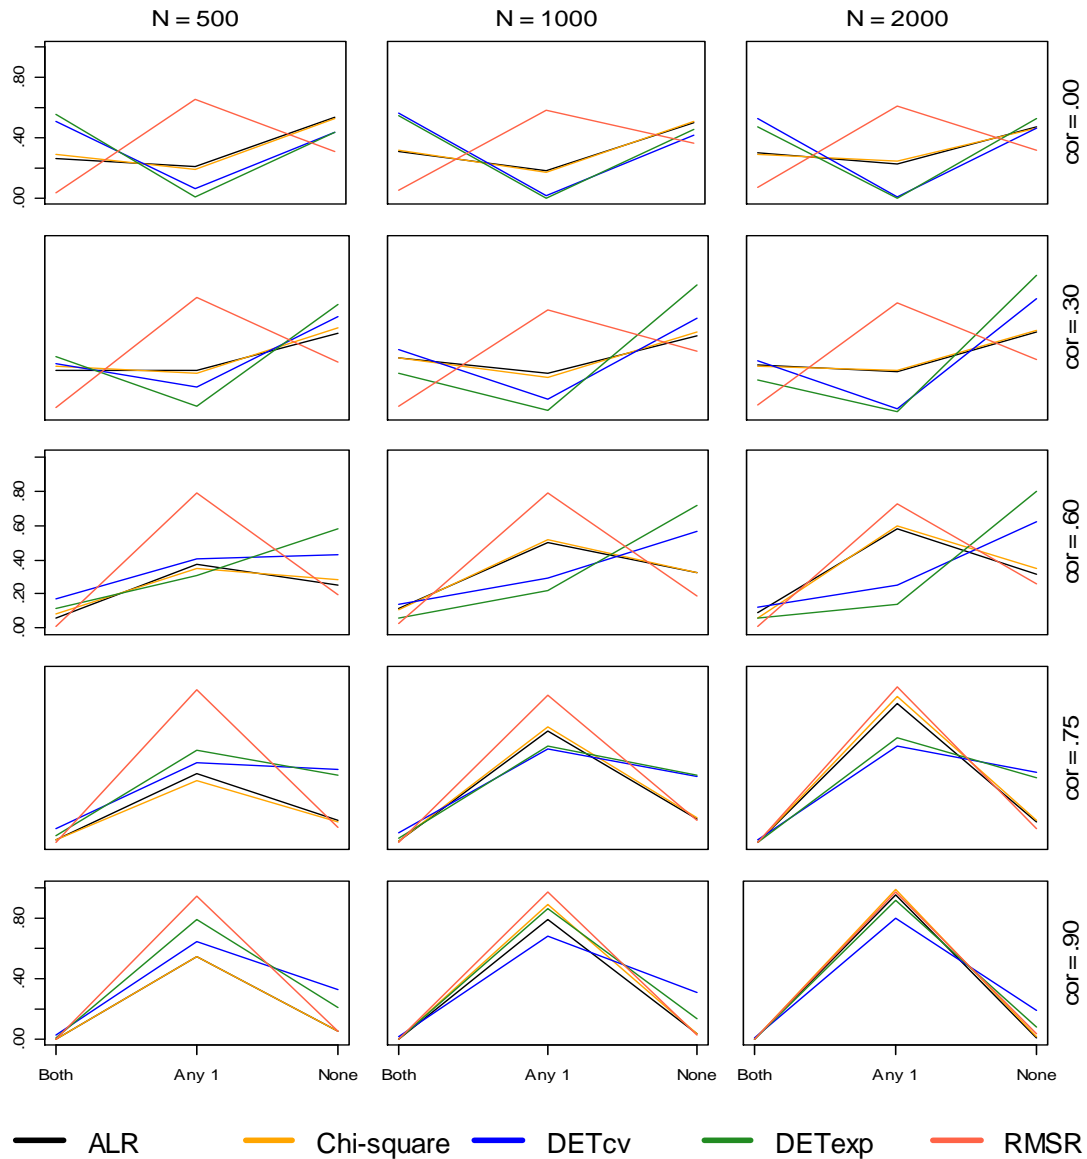 N = 500 N = 1000 N = 2000
.80
.40
.00
cor = .00
cor = .30
.80
.60
.40
.20
.00
cor = .60
cor = .75
.80
.40
.00
cor = .90
Both Any 1 None Both Any 1 None Both Any 1 None
ALR Chi-square DETcv DETexp RMSR